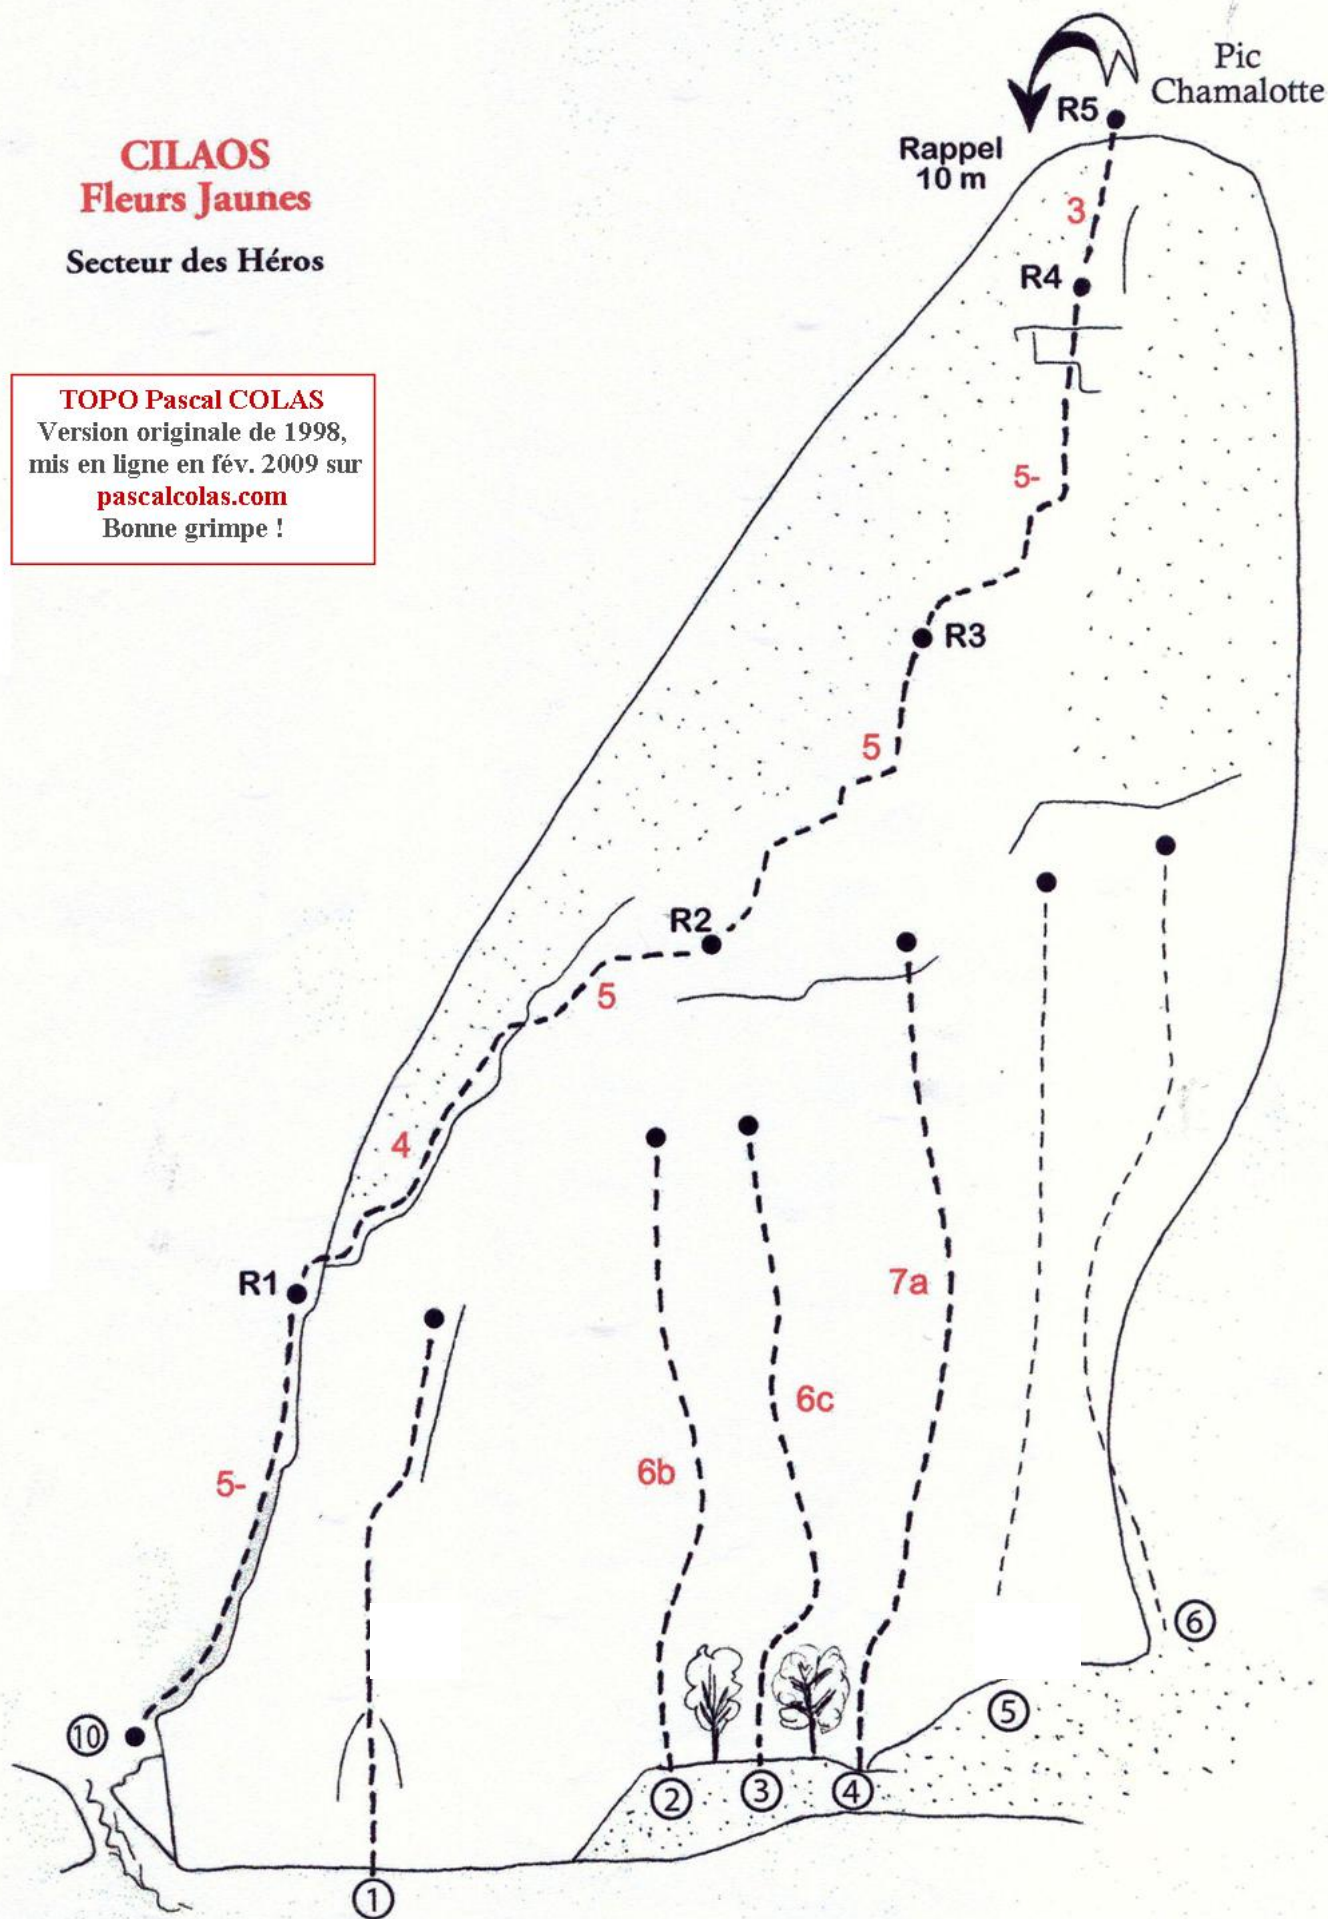 Pic
Chamalotte
R5
Rappel
10 m
CILAOS
Fleurs Jaunes
Secteur des Héros
3
R4
TOPO Pascal COLAS
Version originale de 1998,
mis en ligne en fév. 2009 sur
pascalcolas.com
Bonne grimpe !
5-
R3
5
R2
5
4
R1
7a
6c
6b
5-
6
5
10
2
3
4
1